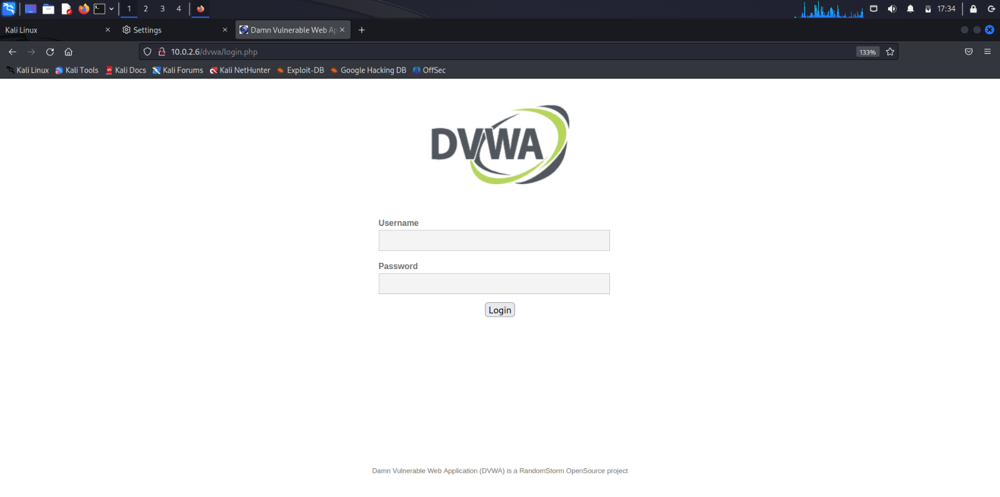 1 2 3 4 17:34
Kali Linux Settings Damn Vulnerable Web Ap
10.0.2.6/dvwa/login.php 133%
Kali Linux Kali Tools Kali Docs Kali Forums Kali NetHunter Exploit-DB Google Hacking DB OffSec
DVWA
Username
Password
Login
Damn Vulnerable Web Application (DVWA) is a RandomStorm OpenSource project